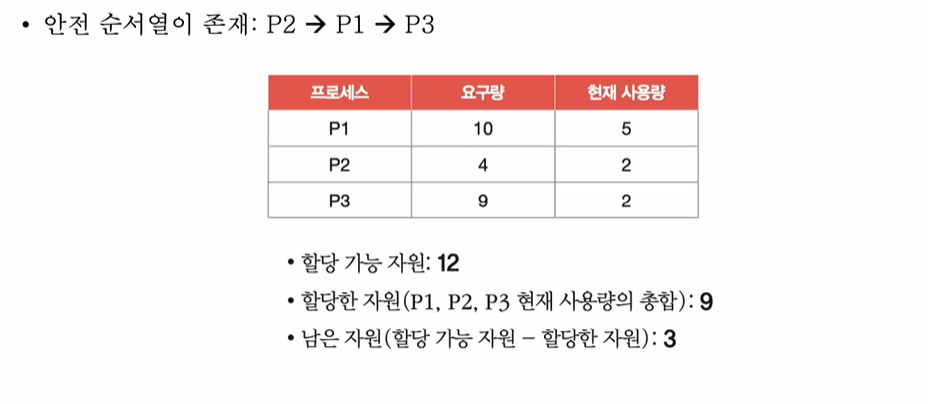 • 안전 순서열이 존재: P2 → P1 → P3
프로세스 요구량 현재 사용량
P1 10 5
P2 4 2
P3 9 2
• 할당 가능 자원: 12
• 할당한 자원(P1, P2, P3 현재 사용량의 총합): 9
• 남은 자원(할당 가능 자원 – 할당한 자원): 3